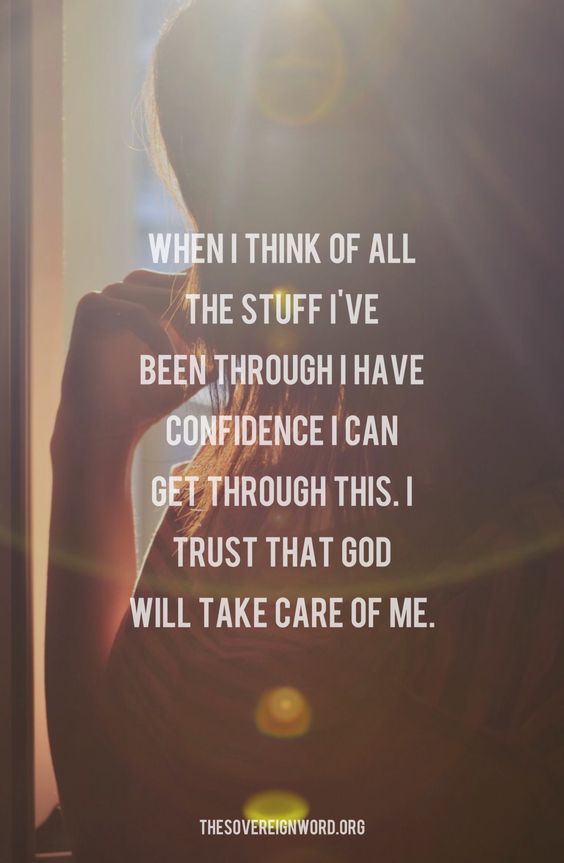 WHEN I THINK OF ALL
THE STUFF I'VE
BEEN THROUGH I HAVE
CONFIDENCE I CAN
GET THROUGH THIS. I
TRUST THAT GOD
WILL TAKE CARE OF ME.
THESOVEREIGNWORD.ORG